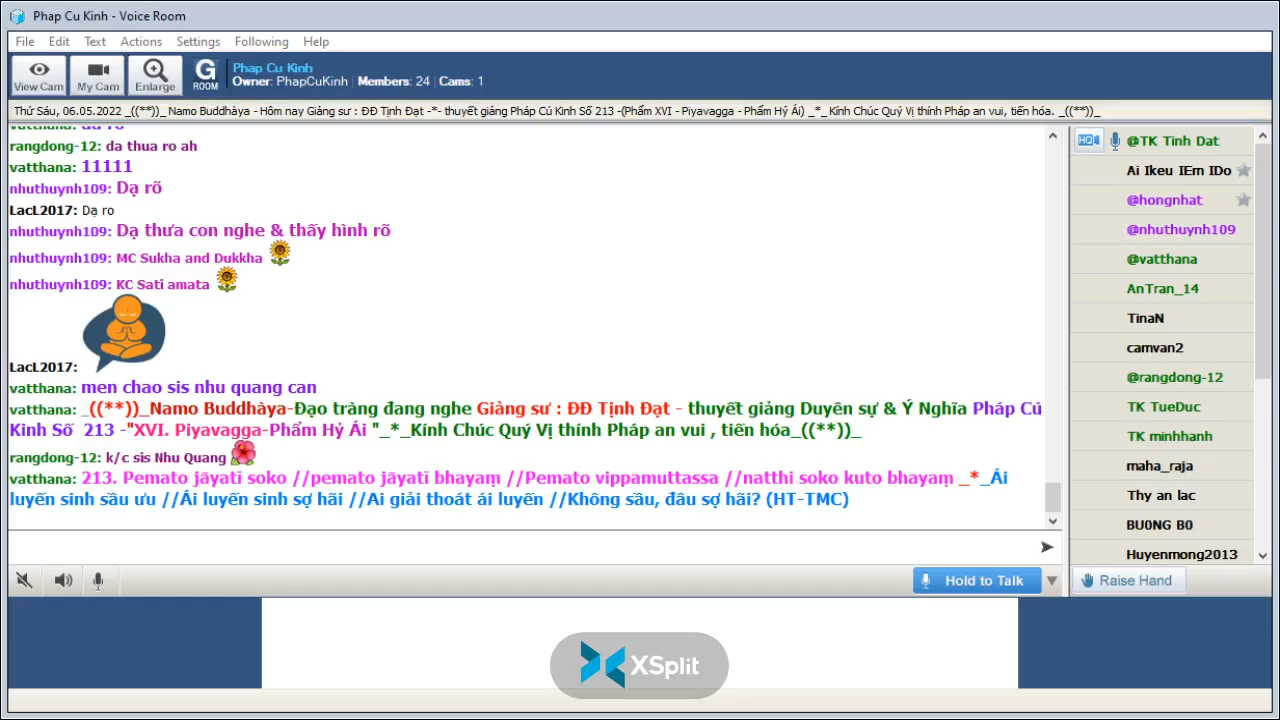 Phap Cu Kinh - Voice Room
File Edit Text Actions Settings Following Help
View Cam My Cam Enlarge G ROOM
Phap Cu Kinh
Owner: PhapCuKinh | Members: 24 | Cams: 1
Thứ Sáu, 06.05.2022 _((**))_ Namo Buddhàya - Hôm nay Giảng sư : ĐĐ Tịnh Đạt -*- thuyết giảng Pháp Cú Kinh Số 213 -(Phẩm XVI - Piyavagga - Phẩm Hỷ Ái) _*_Kính Chúc Quý Vị thính Pháp an vui, tiến hóa. _((**))_
rangdong-12: da thua ro ah
vatthana: 11111
nhuthuynh109: Dạ rõ
LacL2017: Dạ ro
nhuthuynh109: Dạ thưa con nghe & thấy hình rõ
nhuthuynh109: MC Sukha and Dukkha
nhuthuynh109: KC Sati amata
LacL2017:
vatthana: men chao sis nhu quang can
vatthana: _((**))_Namo Buddhàya-Đạo tràng đang nghe Giảng sư : ĐĐ Tịnh Đạt - thuyết giảng Duyên sự & Ý Nghĩa Pháp Cú
Kinh Số 213 -"XVI. Piyavagga-Phẩm Hỷ Ái "_*_Kính Chúc Quý Vị thính Pháp an vui , tiến hóa_((**))_
rangdong-12: k/c sis Nhu Quang
vatthana: 213. Pemato jāyatī soko //pemato jāyatī bhayaṃ //Pemato vippamuttassa //natthi soko kuto bhayaṃ _*_Ái
luyến sinh sầu ưu //Ái luyến sinh sợ hãi //Ai giải thoát ái luyến //Không sầu, đâu sợ hãi? (HT-TMC)
HQ @TK Tinh Dat
Ai Ikeu IEm IDo
@hongnhat
@nhuthuynh109
@vatthana
AnTran_14
TinaN
camvan2
@rangdong-12
TK TueDuc
TK minhhanh
maha_raja
Thy an lac
BU0NG B0
Huyenmong2013
Hold to Talk
Raise Hand
XSplit